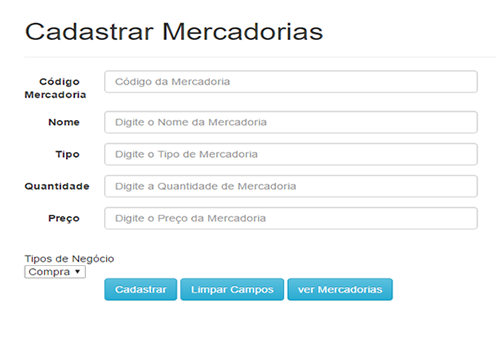 Cadastrar Mercadorias
Código Mercadoria
Código da Mercadoria
Nome
Digite o Nome da Mercadoria
Tipo
Digite o Tipo de Mercadoria
Quantidade
Digite a Quantidade de Mercadoria
Preço
Digite o Preço da Mercadoria
Tipos de Negócio
Compra
Cadastrar
Limpar Campos
ver Mercadorias